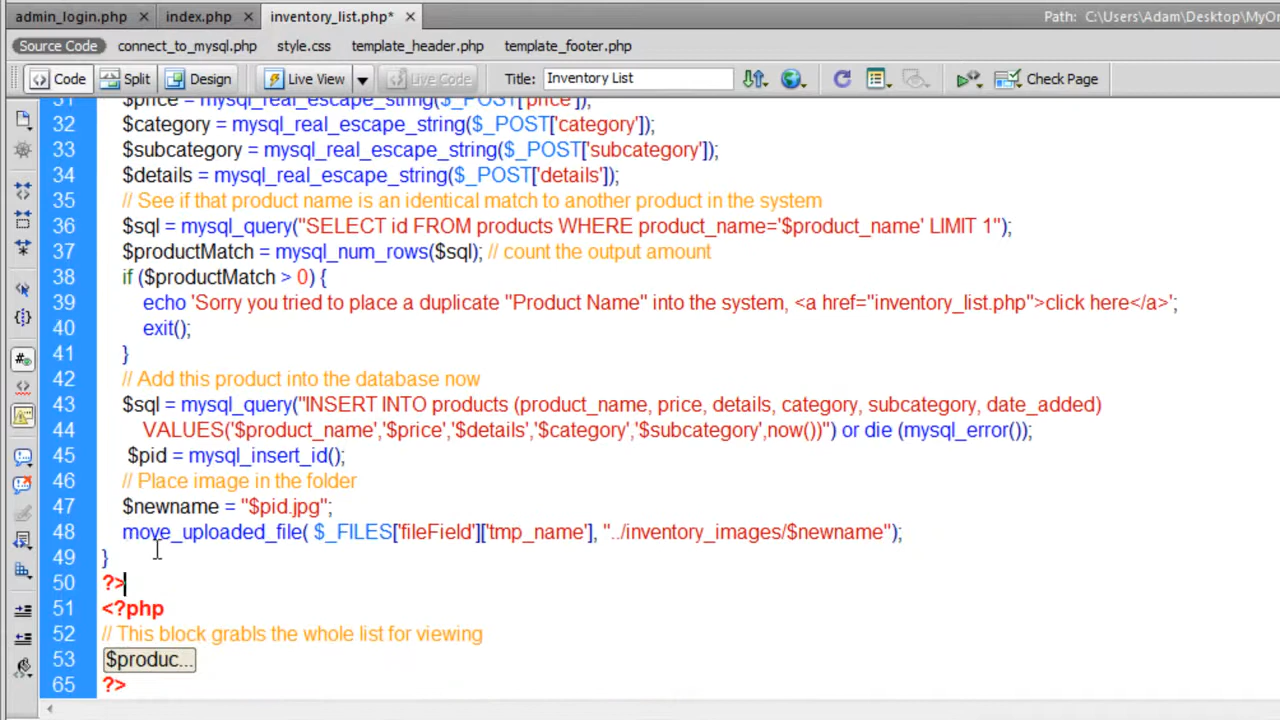 admin_login.php × index.php × inventory_list.php* × Path: C:\Users\Adam\Desktop\MyOn
Source Code connect_to_mysql.php style.css template_header.php template_footer.php
Code Split Design Live View Live Code Title: Inventory List Check Page
31 $price = mysql_real_escape_string($_POST['price']);
32 $category = mysql_real_escape_string($_POST['category']);
33 $subcategory = mysql_real_escape_string($_POST['subcategory']);
34 $details = mysql_real_escape_string($_POST['details']);
35 // See if that product name is an identical match to another product in the system
36 $sql = mysql_query("SELECT id FROM products WHERE product_name='$product_name' LIMIT 1");
37 $productMatch = mysql_num_rows($sql); // count the output amount
38 if ($productMatch > 0) {
39 echo 'Sorry you tried to place a duplicate "Product Name" into the system, <a href="inventory_list.php">click here</a>';
40 exit();
41 }
42 // Add this product into the database now
43 $sql = mysql_query("INSERT INTO products (product_name, price, details, category, subcategory, date_added)
44 VALUES('$product_name','$price','$details','$category','$subcategory',now())") or die (mysql_error());
45 $pid = mysql_insert_id();
46 // Place image in the folder
47 $newname = "$pid.jpg";
48 move_uploaded_file( $_FILES['fileField']['tmp_name'], "../inventory_images/$newname");
49 }
50 ?>
51 <?php
52 // This block grabls the whole list for viewing
53 $produc...
65 ?>